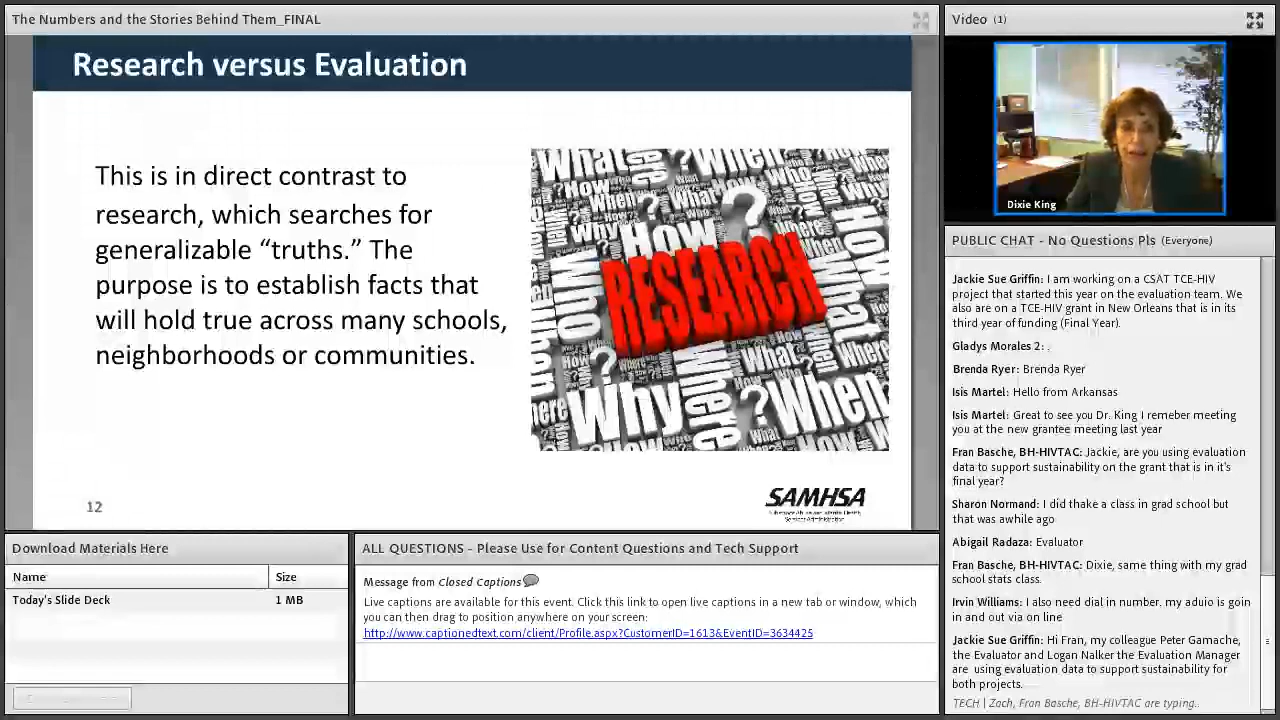 The Numbers and the Stories Behind Them_FINAL
Research versus Evaluation
This is in direct contrast to
research, which searches for
generalizable “truths.” The
purpose is to establish facts that
will hold true across many schools,
neighborhoods or communities.
What
When
How
Why
RESEARCH
Who
What
Why
Where
When
12
SAMHSA
Video (1)
Dixie King
PUBLIC CHAT - No Questions Pls (Everyone)
Jackie Sue Griffin: I am working on a CSAT TCE-HIV
project that started this year on the evaluation team. We
also are on a TCE-HIV grant in New Orleans that is in its
third year of funding (Final Year).
Gladys Morales 2: .
Brenda Ryer: Brenda Ryer
Isis Martel: Hello from Arkansas
Isis Martel: Great to see you Dr. King I remeber meeting
you at the new grantee meeting last year
Fran Basche, BH-HIVTAC: Jackie, are you using evaluation
data to support sustainability on the grant that is in it's
final year?
Sharon Normand: I did thake a class in grad school but
that was awhile ago
Abigail Radaza: Evaluator
Fran Basche, BH-HIVTAC: Dixie, same thing with my grad
school stats class.
Irvin Williams: I also need dial in number, my aduio is goin
in and out via on line
Jackie Sue Griffin: Hi Fran, my colleague Peter Gamache,
the Evaluator and Logan Nalker the Evaluation Manager
are using evaluation data to support sustainability for
both projects.
TECH | Zach, Fran Basche, BH-HIVTAC are typing..
Download Materials Here
Name Size
Today's Slide Deck 1 MB
ALL QUESTIONS - Please Use for Content Questions and Tech Support
Message from Closed Captions
Live captions are available for this event. Click this link to open live captions in a new tab or window, which
you can then drag to position anywhere on your screen:
http://www.captionedtext.com/client/Profile.aspx?CustomerID=1613&EventID=3634425